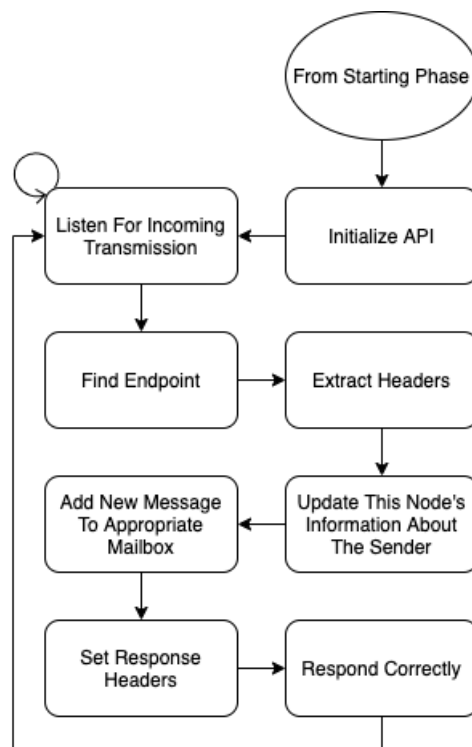 From Starting Phase
Listen For Incoming
Transmission
Initialize API
Find Endpoint
Extract Headers
Add New Message
To Appropriate
Mailbox
Update This Node's
Information About
The Sender
Set Response
Headers
Respond Correctly